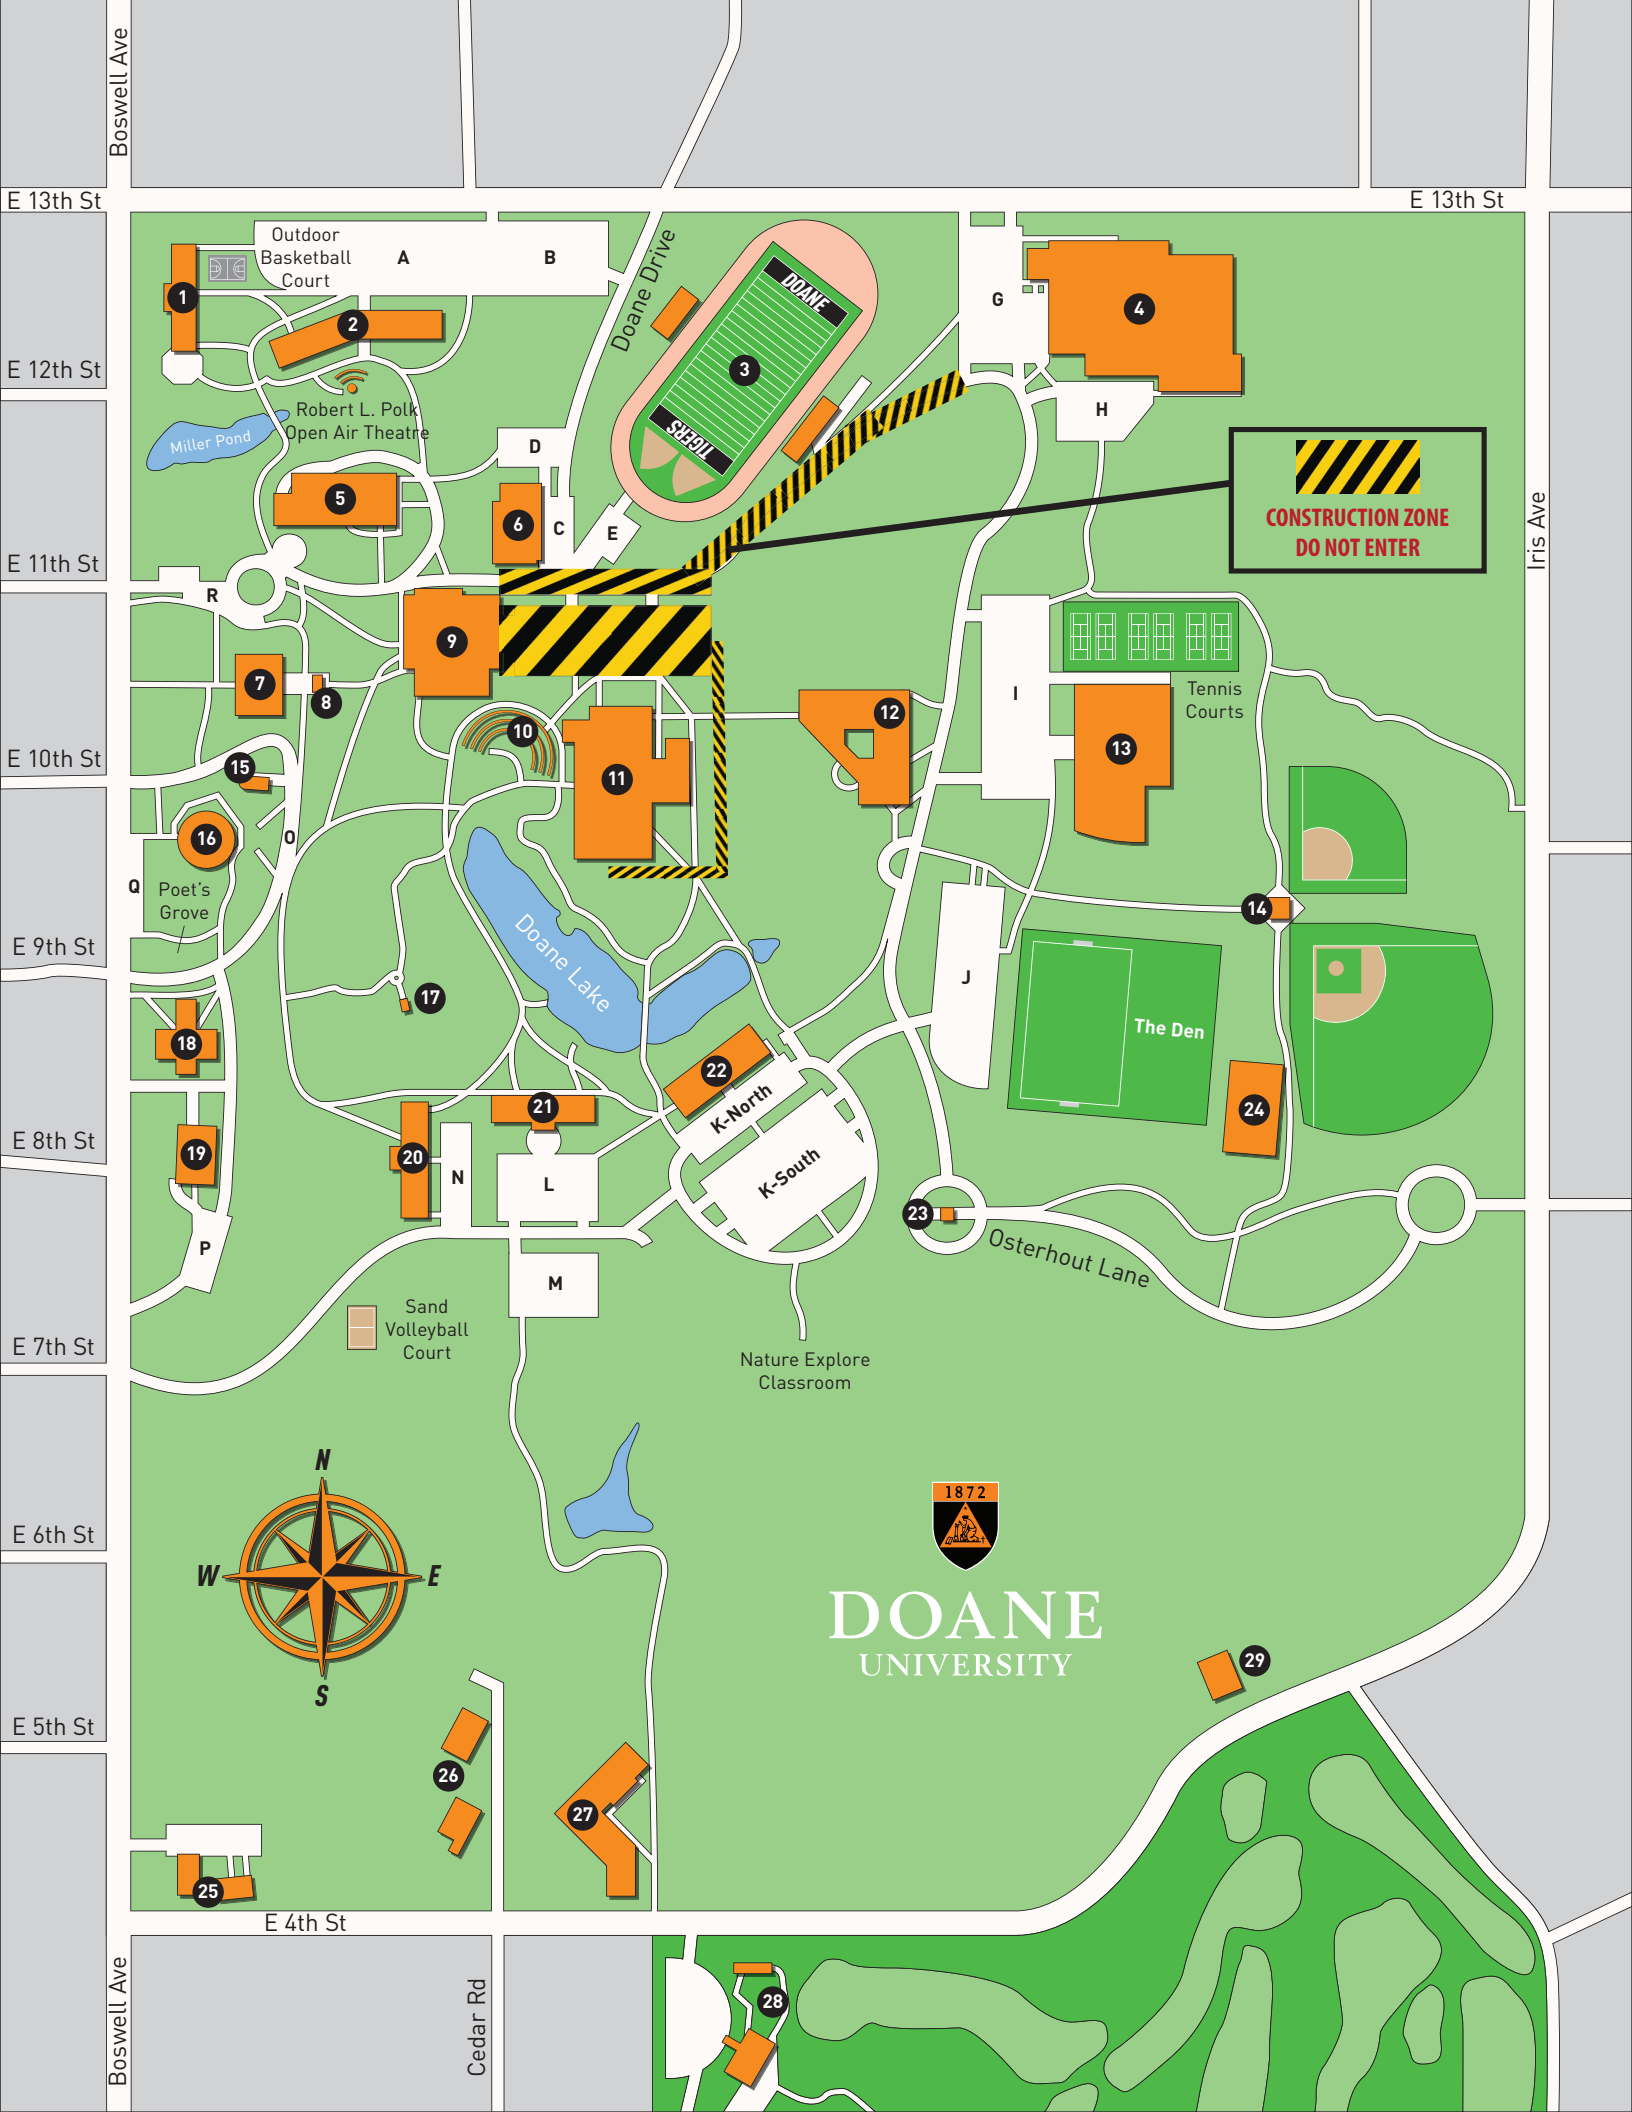 Boswell Ave
E 13th St
E 13th St
Outdoor
Basketball
Court
A
B
Doane Drive
DOANE
G
1
2
3
4
E 12th St
Robert L. Polk
Open Air Theatre
Miller Pond
TIGERS
H
D
5
6
C
E
CONSTRUCTION ZONE
DO NOT ENTER
Iris Ave
E 11th St
R
9
7
8
I
Tennis
Courts
10
12
13
E 10th St
15
11
16
O
Q
Poet's
Grove
14
E 9th St
Doane Lake
J
17
The Den
18
22
K-North
21
24
E 8th St
19
20
N
L
K-South
23
P
Osterhout Lane
M
Sand
Volleyball
Court
E 7th St
Nature Explore
Classroom
N
W
E
S
1872
E 6th St
DOANE
UNIVERSITY
29
E 5th St
26
27
25
E 4th St
Boswell Ave
Cedar Rd
28